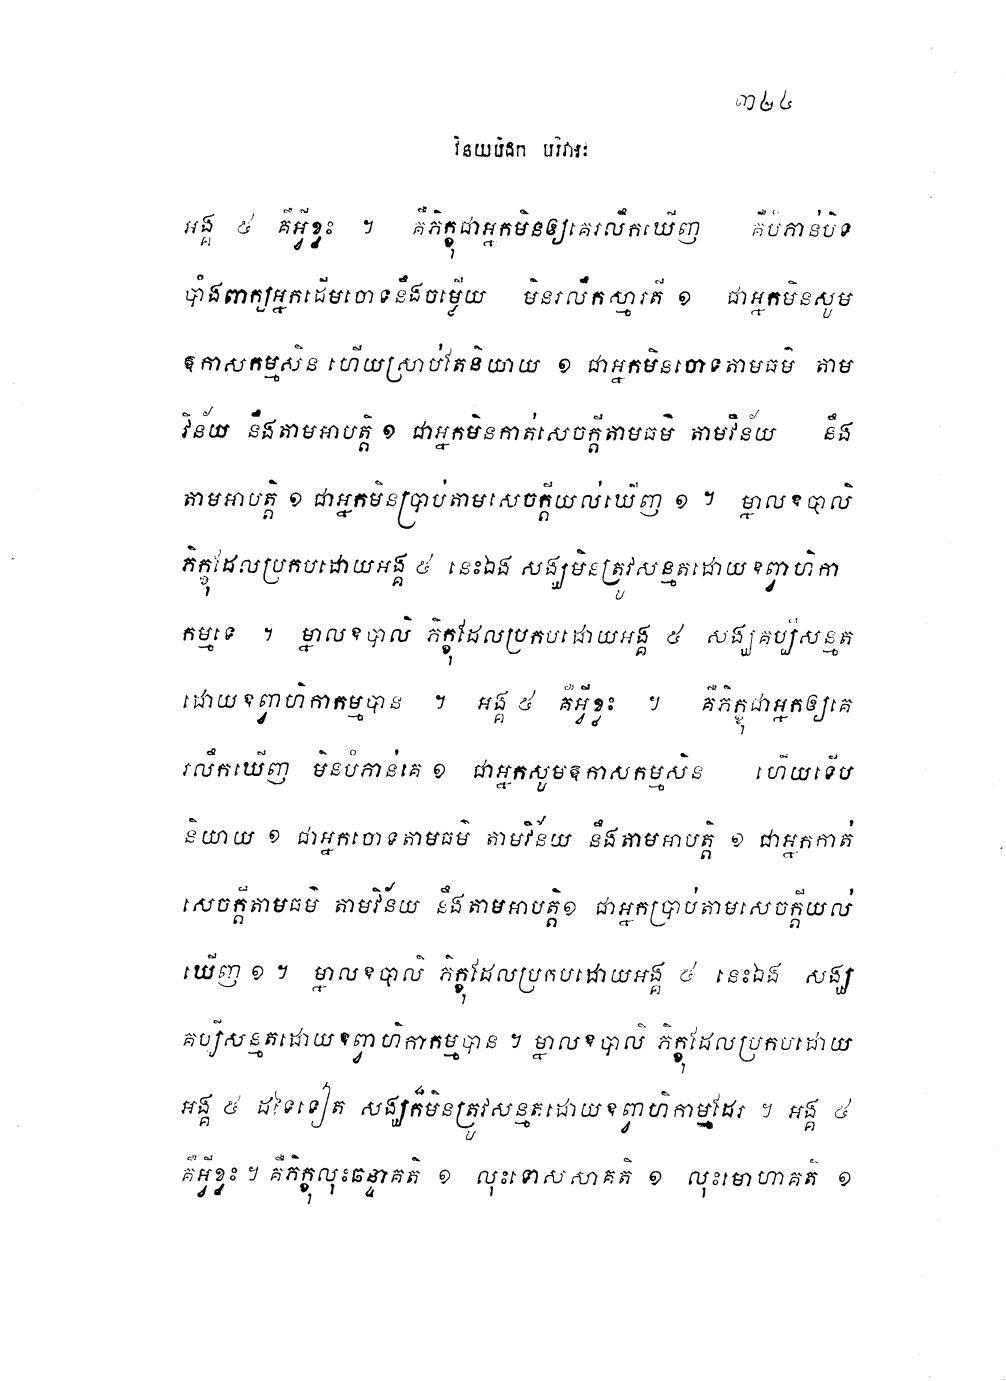 ៣២៤
វិនយបិដក បរិវារៈ
អង្គ ៥ គឺអ្វីខ្លះ ។ គឺភិក្ខុជាអ្នកមិនឲ្យគេរលឹកឃើញ គឺបំកាន់បិទ
បាំងពាក្យអ្នកដើមចោទនឹងចម្លើយ មិនរលឹកស្មារតី ១ ជាអ្នកមិនសូម
ឱកាសកម្មសិន ហើយស្រាប់តែនិយាយ ១ ជាអ្នកមិនចោទតាមធម៌ តាម
វិន័យ នឹងតាមអាបត្តិ ១ ជាអ្នកមិនកាត់សេចក្តីតាមធម៌ តាមវិន័យ នឹង
តាមអាបត្តិ ១ ជាអ្នកមិនប្រាប់តាមសេចក្តីយល់ឃើញ ១ ។ ម្នាលឧបាលិ
ភិក្ខុដែលប្រកបដោយអង្គ ៥ នេះឯង សង្ឃមិនត្រូវសន្មតដោយឧព្វាហិកា
កម្មទេ ។ ម្នាលឧបាលិ ភិក្ខុដែលប្រកបដោយអង្គ ៥ សង្ឃគប្បីសន្មត
ដោយឧព្វាហិកាកម្មបាន ។ អង្គ ៥ គឺអ្វីខ្លះ ។ គឺភិក្ខុជាអ្នកឲ្យគេ
រលឹកឃើញ មិនបំកាន់គេ ១ ជាអ្នកសូមឱកាសកម្មសិន ហើយទើប
និយាយ ១ ជាអ្នកចោទតាមធម៌ តាមវិន័យ នឹងតាមអាបត្តិ ១ ជាអ្នកកាត់
សេចក្តីតាមធម៌ តាមវិន័យ នឹងតាមអាបត្តិ១ ជាអ្នកប្រាប់តាមសេចក្តីយល់
ឃើញ ១ ។ ម្នាលឧបាលិ ភិក្ខុដែលប្រកបដោយអង្គ ៥ នេះឯង សង្ឃ
គប្បីសន្មតដោយឧព្វាហិកាកម្មបាន ។ ម្នាលឧបាលិ ភិក្ខុដែលប្រកបដោយ
អង្គ ៥ ដទៃទៀត សង្ឃក៏មិនត្រូវសន្មតដោយឧព្វាហិកាម្មដែរ ។ អង្គ ៥
គឺអ្វីខ្លះ ។ គឺភិក្ខុលុះឆន្ទាគតិ ១ លុះទោសសាគតិ ១ លុះមោហាគតិ ១